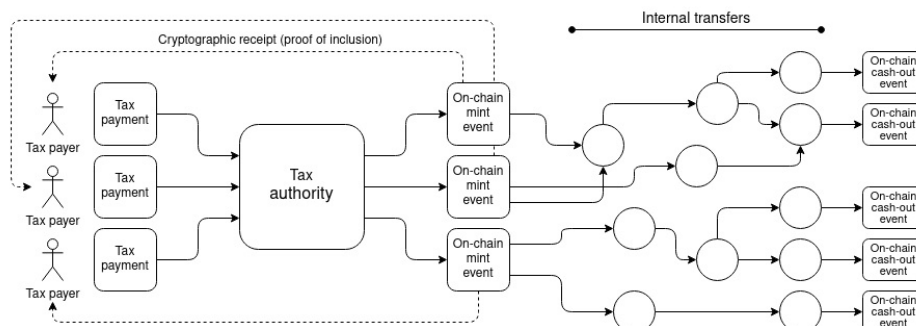 Internal transfers
Cryptographic receipt (proof of inclusion)
Tax payer
Tax
payment
Tax payer
Tax
payment
Tax payer
Tax
payment
Tax
authority
On-chain
mint
event
On-chain
mint
event
On-chain
mint
event
On-chain
cash-out
event
On-chain
cash-out
event
On-chain
cash-out
event
On-chain
cash-out
event
On-chain
cash-out
event